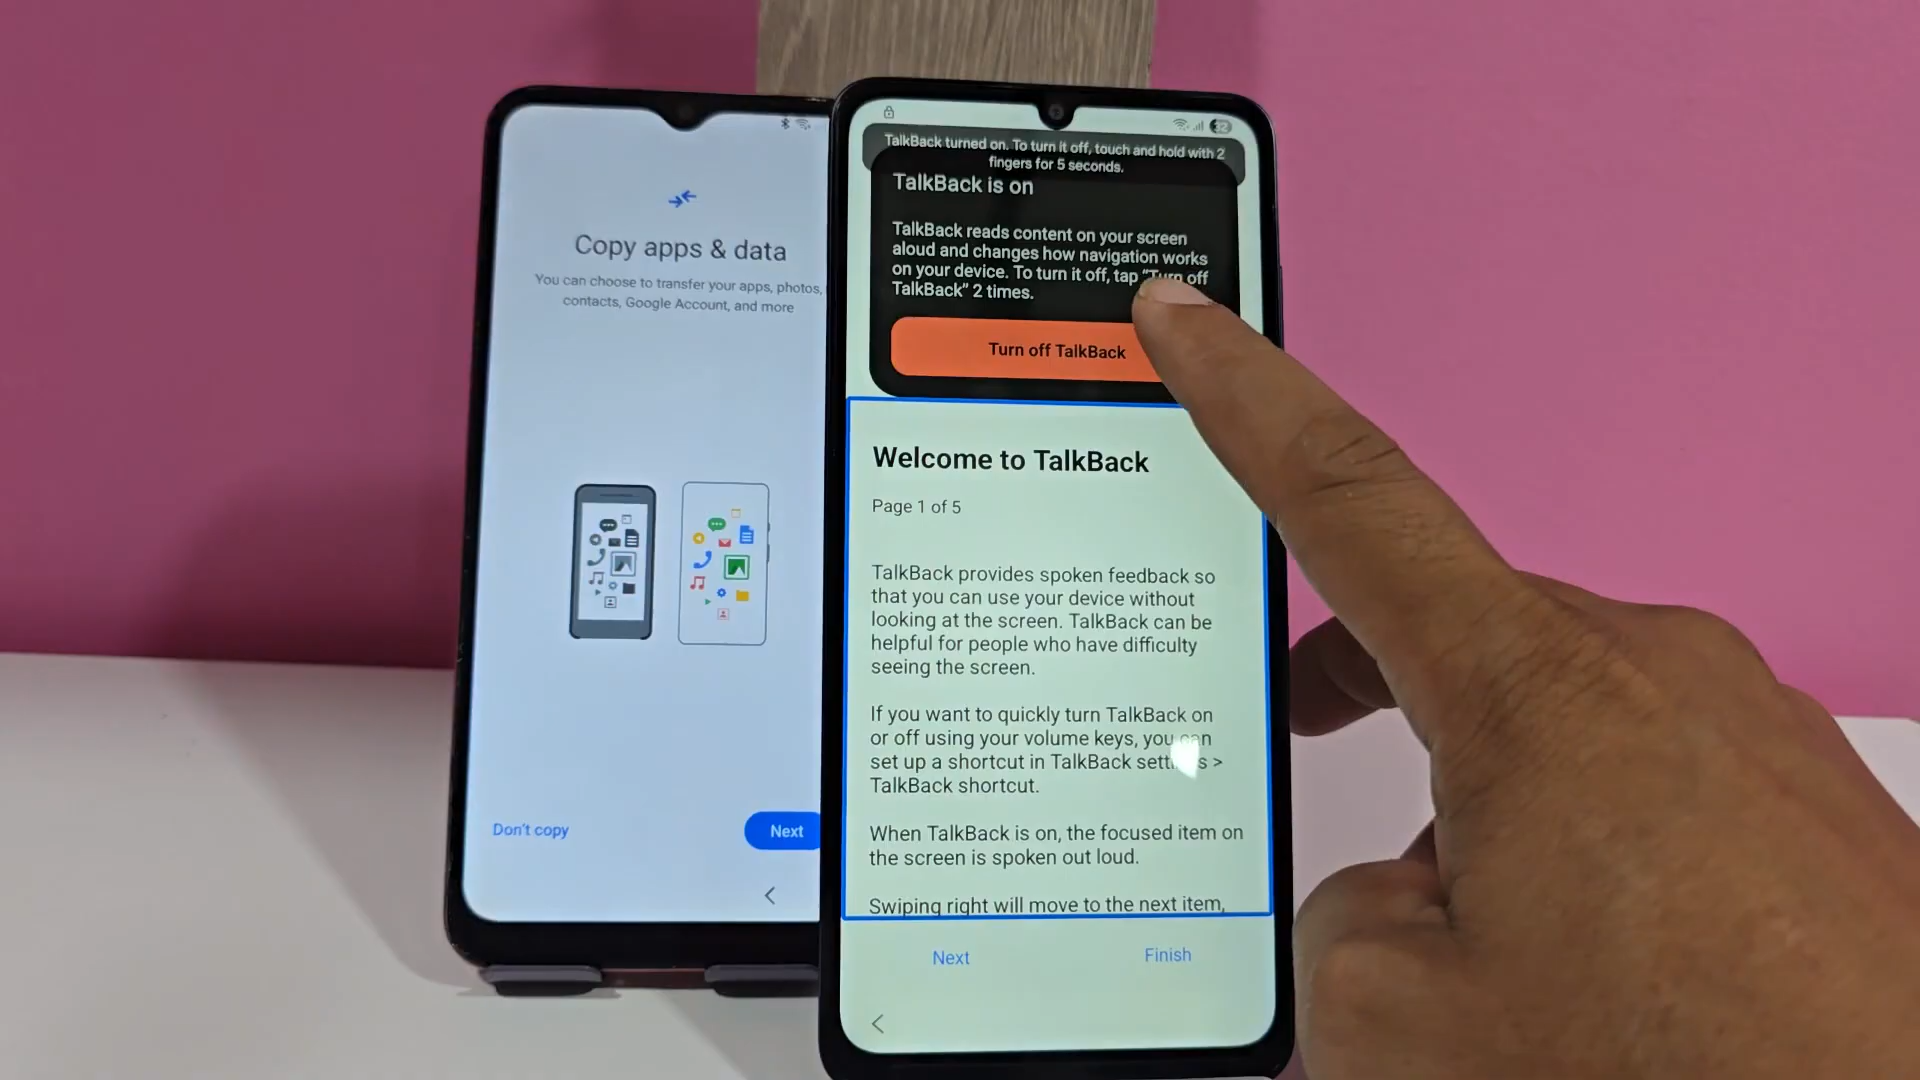 Copy apps & data
You can choose to transfer your apps, photos,
contacts, Google Account, and more
Don't copy
Next
TalkBack turned on. To turn it off, touch and hold with 2
fingers for 5 seconds.
TalkBack is on
TalkBack reads content on your screen
aloud and changes how navigation works
on your device. To turn it off, tap "Turn off
TalkBack" 2 times.
Turn off TalkBack
Welcome to TalkBack
Page 1 of 5
TalkBack provides spoken feedback so
that you can use your device without
looking at the screen. TalkBack can be
helpful for people who have difficulty
seeing the screen.
If you want to quickly turn TalkBack on
or off using your volume keys, you can
set up a shortcut in TalkBack settings >
TalkBack shortcut.
When TalkBack is on, the focused item on
the screen is spoken out loud.
Swiping right will move to the next item,
Next
Finish